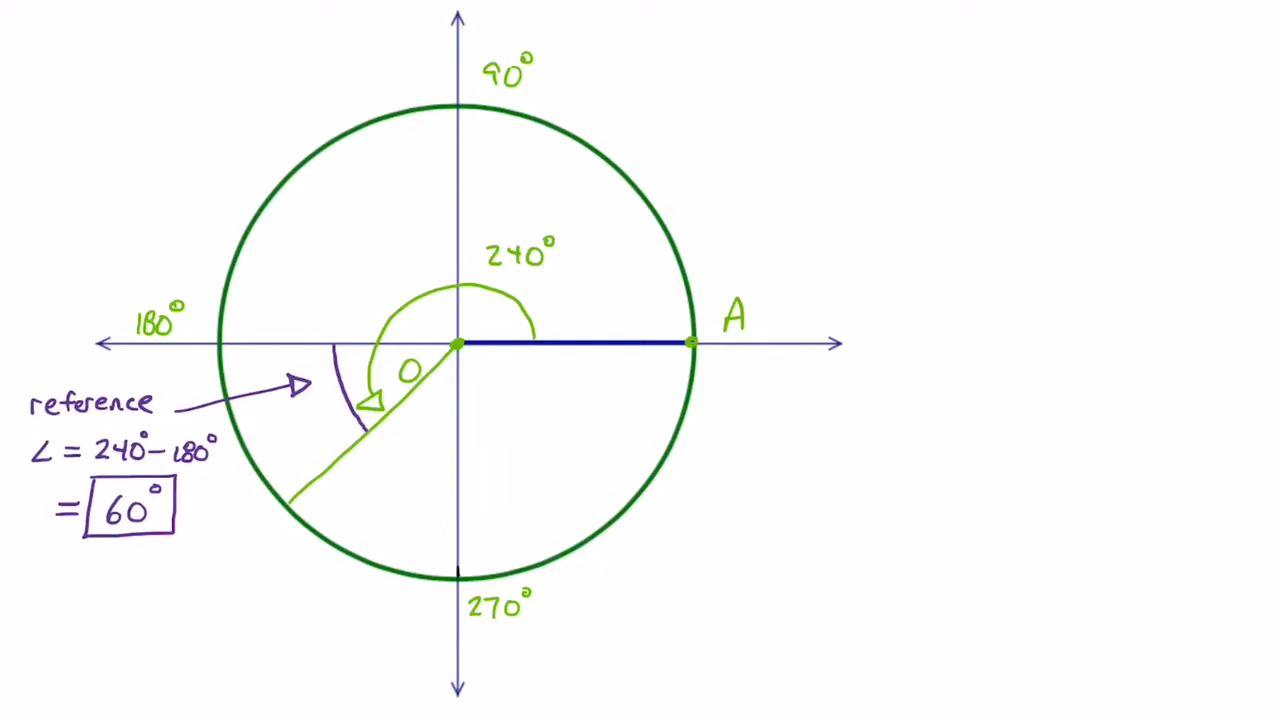 90°
240°
A
180°
O
reference
∠ = 240° - 180°
= 60°
270°